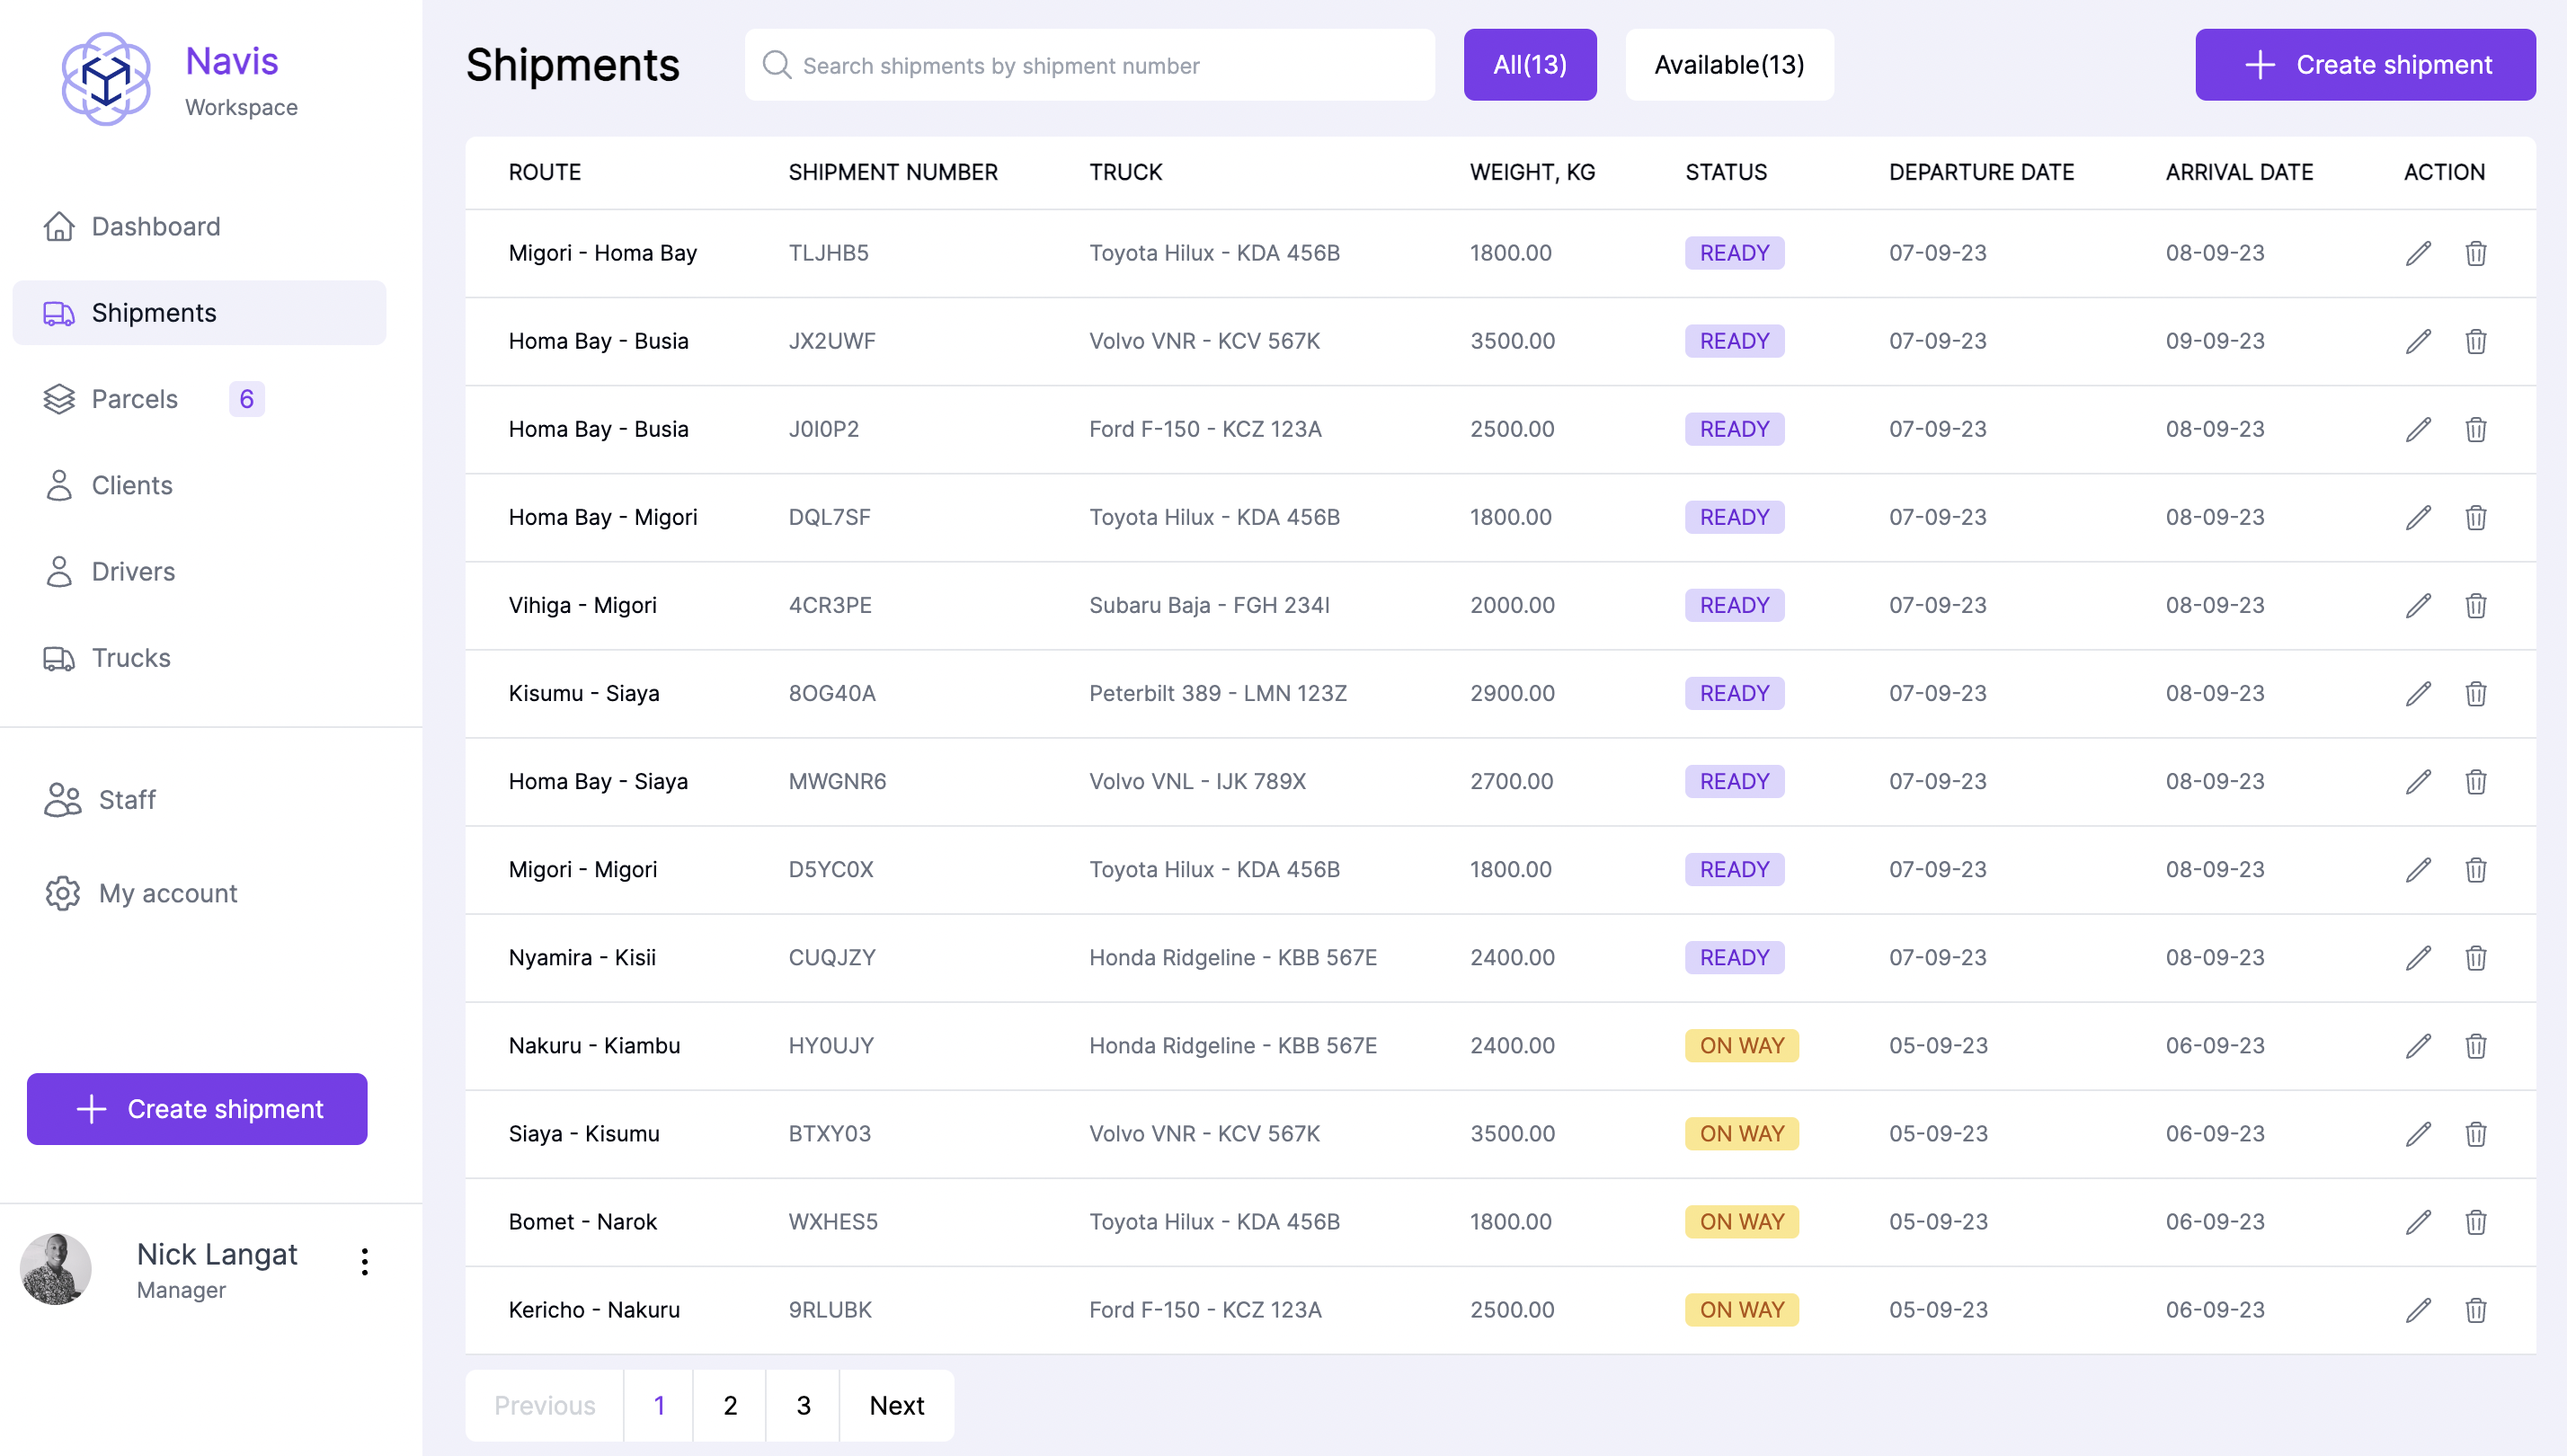 Navis
Workspace
Dashboard
Shipments
Parcels 6
Clients
Drivers
Trucks
Staff
My account
Create shipment
Nick Langat
Manager
Shipments
Search shipments by shipment number
All(13)
Available(13)
Create shipment
ROUTE SHIPMENT NUMBER TRUCK WEIGHT, KG STATUS DEPARTURE DATE ARRIVAL DATE ACTION
Migori - Homa Bay TLJHB5 Toyota Hilux - KDA 456B 1800.00 READY 07-09-23 08-09-23
Homa Bay - Busia JX2UWF Volvo VNR - KCV 567K 3500.00 READY 07-09-23 09-09-23
Homa Bay - Busia J0I0P2 Ford F-150 - KCZ 123A 2500.00 READY 07-09-23 08-09-23
Homa Bay - Migori DQL7SF Toyota Hilux - KDA 456B 1800.00 READY 07-09-23 08-09-23
Vihiga - Migori 4CR3PE Subaru Baja - FGH 234I 2000.00 READY 07-09-23 08-09-23
Kisumu - Siaya 8OG40A Peterbilt 389 - LMN 123Z 2900.00 READY 07-09-23 08-09-23
Homa Bay - Siaya MWGNR6 Volvo VNL - IJK 789X 2700.00 READY 07-09-23 08-09-23
Migori - Migori D5YC0X Toyota Hilux - KDA 456B 1800.00 READY 07-09-23 08-09-23
Nyamira - Kisii CUQJZY Honda Ridgeline - KBB 567E 2400.00 READY 07-09-23 08-09-23
Nakuru - Kiambu HY0UJY Honda Ridgeline - KBB 567E 2400.00 ON WAY 05-09-23 06-09-23
Siaya - Kisumu BTXY03 Volvo VNR - KCV 567K 3500.00 ON WAY 05-09-23 06-09-23
Bomet - Narok WXHES5 Toyota Hilux - KDA 456B 1800.00 ON WAY 05-09-23 06-09-23
Kericho - Nakuru 9RLUBK Ford F-150 - KCZ 123A 2500.00 ON WAY 05-09-23 06-09-23
Previous 1 2 3 Next